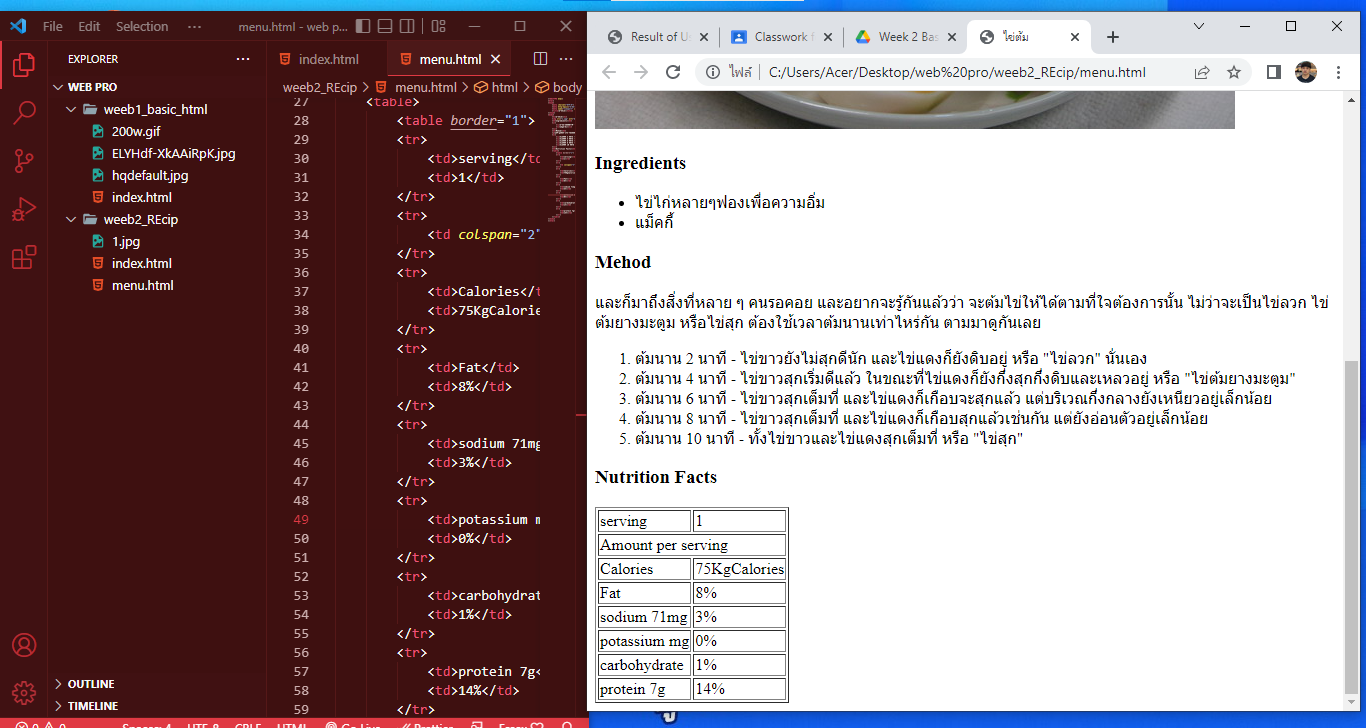 File Edit Selection ··· menu.html - web p...
EXPLORER ···
WEB PRO
weeb1_basic_html
200w.gif
ELYHdf-XkAAiRpK.jpg
hqdefault.jpg
index.html
weeb2_REcip
1.jpg
index.html
menu.html
OUTLINE
TIMELINE
index.html menu.html
weeb2_REcip > menu.html > html > body
27 <table>
28 <table border="1">
29 <tr>
30 <td>serving</td
31 <td>1</td>
32 </tr>
33 <tr>
34 <td colspan="2"
35 </tr>
36 <tr>
37 <td>Calories</t
38 <td>75KgCalorie
39 </tr>
40 <tr>
41 <td>Fat</td>
42 <td>8%</td>
43 </tr>
44 <tr>
45 <td>sodium 71mg
46 <td>3%</td>
47 </tr>
48 <tr>
49 <td>potassium m
50 <td>0%</td>
51 </tr>
52 <tr>
53 <td>carbohydrat
54 <td>1%</td>
55 </tr>
56 <tr>
57 <td>protein 7g<
58 <td>14%</td>
59 </tr>
0 0 Spaces: 4 UTF-8 CRLF HTML Go Live Prettier
Result of Us Classwork f Week 2 Bas ไข่ต้ม
ไฟล์ | C:/Users/Acer/Desktop/web%20pro/weeb2_REcip/menu.html
Ingredients
• ไข่ไก่หลายๆฟองเพื่อความอิ่ม
• แม็คกี้
Mehod
และก็มาถึงสิ่งที่หลาย ๆ คนรอคอย และอยากจะรู้กันแล้วว่า จะต้มไข่ให้ได้ตามที่ใจต้องการนั้น ไม่ว่าจะเป็นไข่ลวก ไข่
ต้มยางมะตูม หรือไข่สุก ต้องใช้เวลาต้มนานเท่าไหร่กัน ตามมาดูกันเลย
1. ต้มนาน 2 นาที - ไข่ขาวยังไม่สุกดีนัก และไข่แดงก็ยังดิบอยู่ หรือ "ไข่ลวก" นั่นเอง
2. ต้มนาน 4 นาที - ไข่ขาวสุกเริ่มดีแล้ว ในขณะที่ไข่แดงก็ยังกึ่งสุกกึ่งดิบและเหลวอยู่ หรือ "ไข่ต้มยางมะตูม"
3. ต้มนาน 6 นาที - ไข่ขาวสุกเต็มที่ และไข่แดงก็เกือบจะสุกแล้ว แต่บริเวณกึ่งกลางยังเหนียวอยู่เล็กน้อย
4. ต้มนาน 8 นาที - ไข่ขาวสุกเต็มที่ และไข่แดงก็เกือบสุกแล้วเช่นกัน แต่ยังอ่อนตัวอยู่เล็กน้อย
5. ต้มนาน 10 นาที - ทั้งไข่ขาวและไข่แดงสุกเต็มที่ หรือ "ไข่สุก"
Nutrition Facts
serving 1
Amount per serving
Calories 75KgCalories
Fat 8%
sodium 71mg 3%
potassium mg 0%
carbohydrate 1%
protein 7g 14%